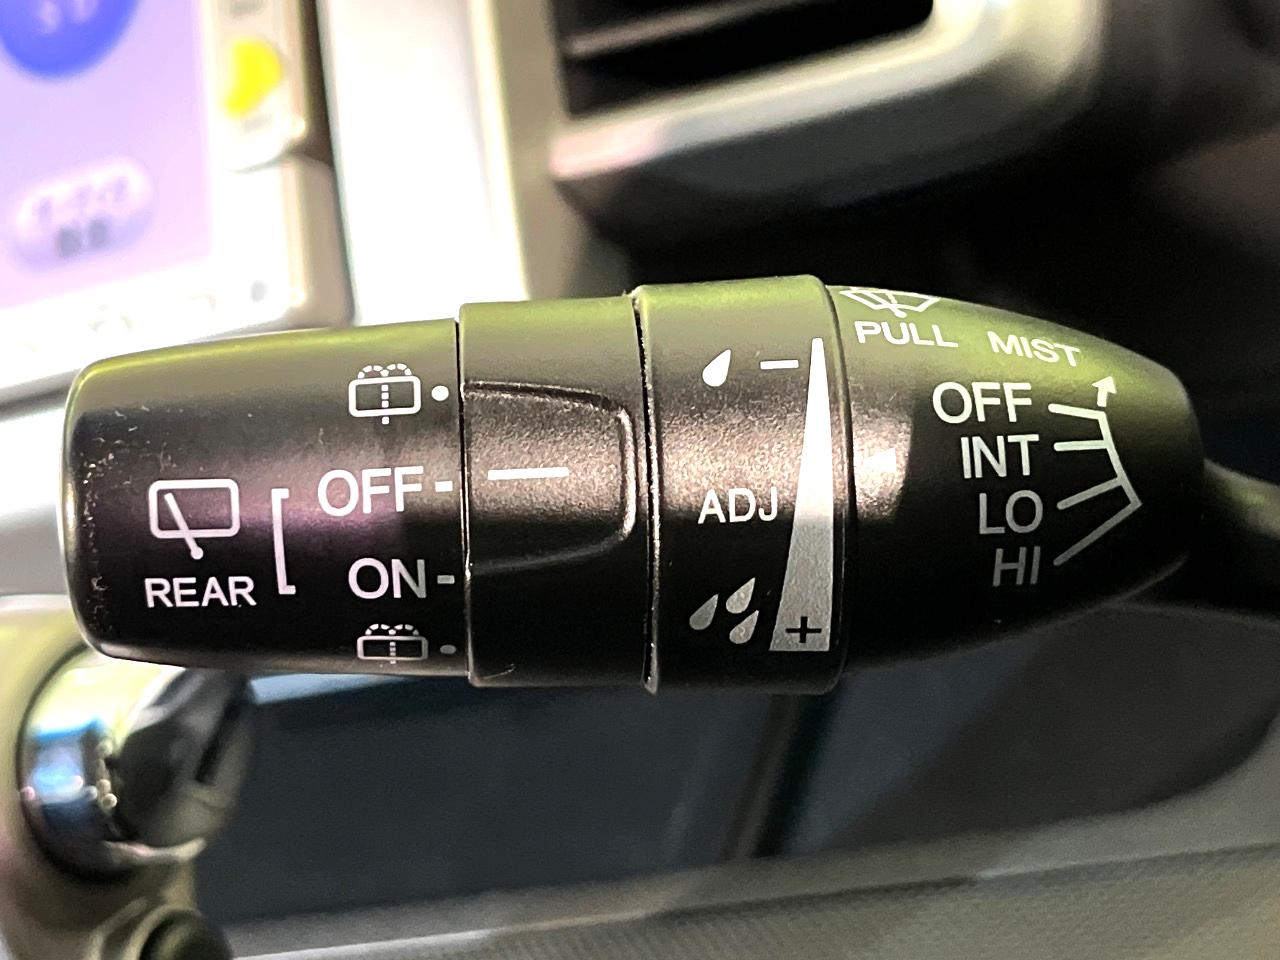 PULL MIST
OFF
INT
LO
HI
−
ADJ
+
OFF
ON
REAR